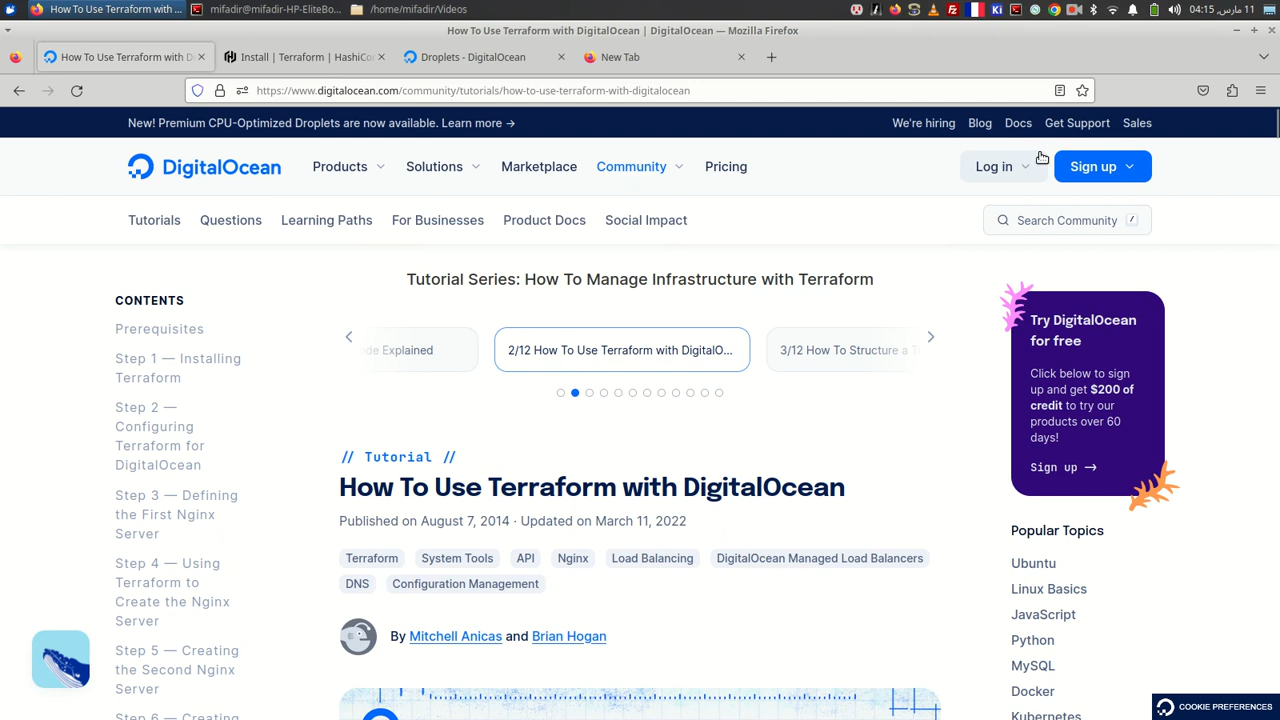 How To Use Terraform with D
mifadir@mifadir-HP-EliteBo...
/home/mifadir/Videos
04:15 ,مارس 11
How To Use Terraform with DigitalOcean | DigitalOcean — Mozilla Firefox
How To Use Terraform with D
Install | Terraform | HashiCo
Droplets - DigitalOcean
New Tab
https://www.digitalocean.com/community/tutorials/how-to-use-terraform-with-digitalocean
New! Premium CPU-Optimized Droplets are now available. Learn more →
We're hiring Blog Docs Get Support Sales
DigitalOcean Products Solutions Marketplace Community Pricing Log in Sign up
Tutorials Questions Learning Paths For Businesses Product Docs Social Impact Search Community /
Tutorial Series: How To Manage Infrastructure with Terraform
de Explained
2/12 How To Use Terraform with DigitalO...
3/12 How To Structure a T
CONTENTS
Prerequisites
Step 1 — Installing
Terraform
Step 2 —
Configuring
Terraform for
DigitalOcean
Step 3 — Defining
the First Nginx
Server
Step 4 — Using
Terraform to
Create the Nginx
Server
Step 5 — Creating
the Second Nginx
Server
Step 6 — Creating
// Tutorial //
How To Use Terraform with DigitalOcean
Published on August 7, 2014 · Updated on March 11, 2022
Terraform System Tools API Nginx Load Balancing DigitalOcean Managed Load Balancers
DNS Configuration Management
By Mitchell Anicas and Brian Hogan
Try DigitalOcean
for free
Click below to sign
up and get $200 of
credit to try our
products over 60
days!
Sign up →
Popular Topics
Ubuntu
Linux Basics
JavaScript
Python
MySQL
Docker
Kubernetes
COOKIE PREFERENCES